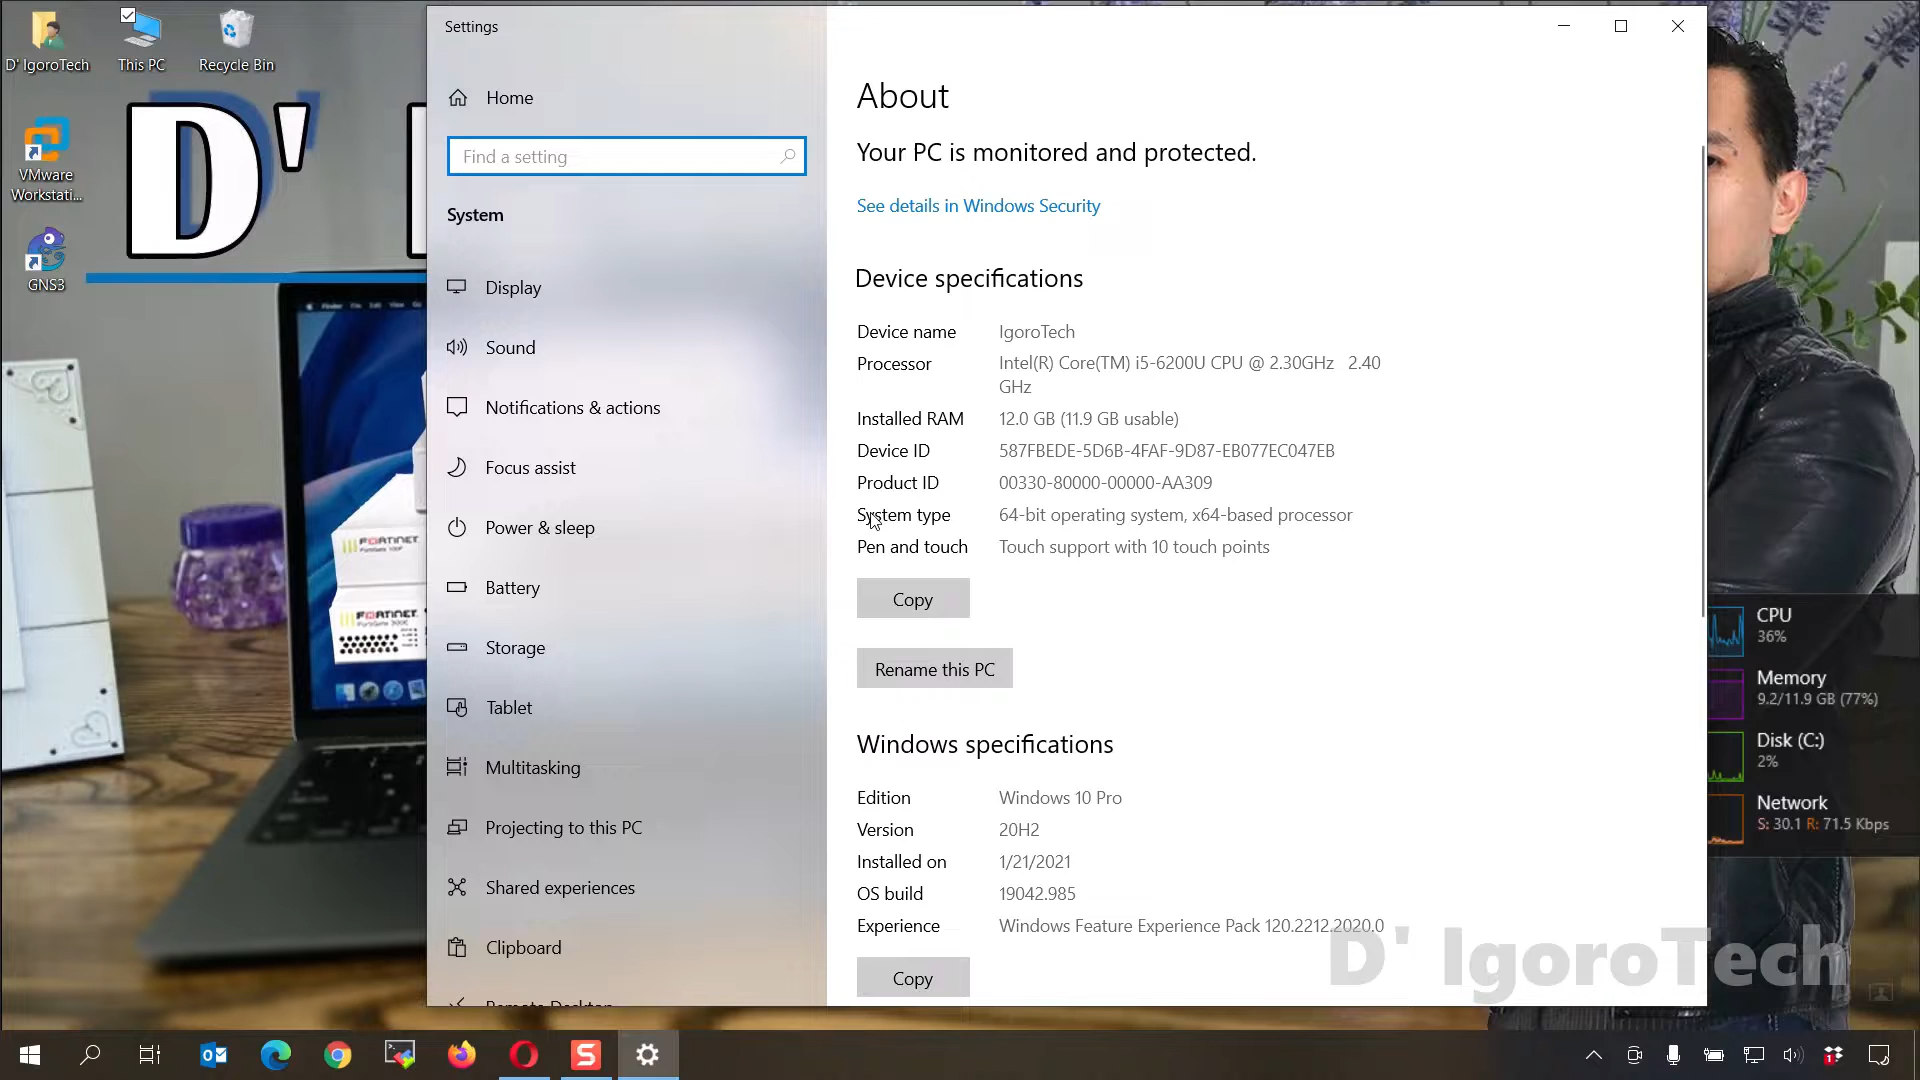 D' IgoroTech
This PC
Recycle Bin
VMware
Workstati...
GNS3
D'
FORTINET
FORTINET
Settings
Home
Find a setting
System
Display
Sound
Notifications & actions
Focus assist
Power & sleep
Battery
Storage
Tablet
Multitasking
Projecting to this PC
Shared experiences
Clipboard
Remote Desktop
About
Your PC is monitored and protected.
See details in Windows Security
Device specifications
Device name IgoroTech
Processor Intel(R) Core(TM) i5-6200U CPU @ 2.30GHz 2.40
GHz
Installed RAM 12.0 GB (11.9 GB usable)
Device ID 587FBEDE-5D6B-4FAF-9D87-EB077EC047EB
Product ID 00330-80000-00000-AA309
System type 64-bit operating system, x64-based processor
Pen and touch Touch support with 10 touch points
Copy
Rename this PC
Windows specifications
Edition Windows 10 Pro
Version 20H2
Installed on 1/21/2021
OS build 19042.985
Experience Windows Feature Experience Pack 120.2212.2020.0
Copy
CPU
36%
Memory
9.2/11.9 GB (77%)
Disk (C:)
2%
Network
S: 30.1 R: 71.5 Kbps
D' IgoroTech